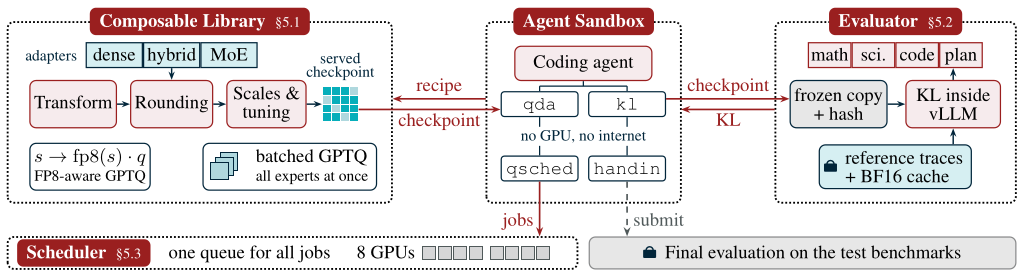 Composable Library §5.1
adapters dense hybrid MoE
Transform
Rounding
Scales &
tuning
served
checkpoint
s → fp8(s) · q
FP8-aware GPTQ
batched GPTQ
all experts at once
recipe
checkpoint
Agent Sandbox
Coding agent
qda kl
no GPU, no internet
qsched handin
jobs
submit
checkpoint
KL
Evaluator §5.2
math sci. code plan
frozen copy
+ hash
KL inside
vLLM
reference traces
+ BF16 cache
Scheduler §5.3 one queue for all jobs 8 GPUs
Final evaluation on the test benchmarks